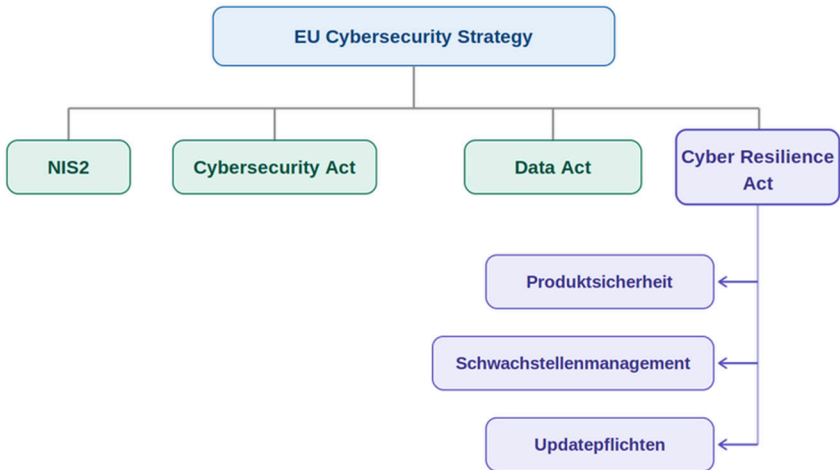 EU Cybersecurity Strategy
NIS2
Cybersecurity Act
Data Act
Cyber Resilience
Act
Produktsicherheit
Schwachstellenmanagement
Updatepflichten